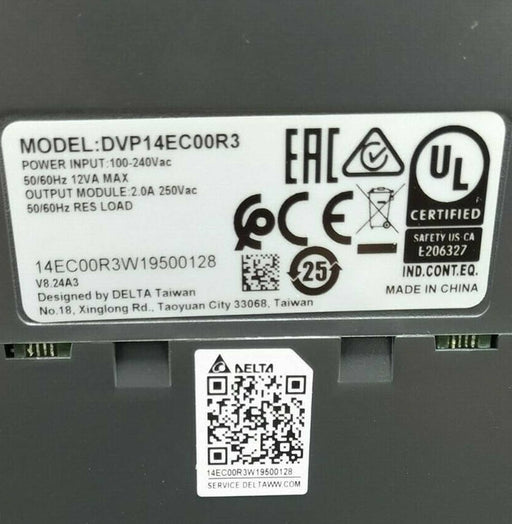 MODEL:DVP14EC00R3
POWER INPUT:100-240Vac
50/60Hz 12VA MAX
OUTPUT MODULE:2.0A 250Vac
50/60Hz RES LOAD
14EC00R3W19500128
V8.24A3
Designed by DELTA Taiwan
No.18, Xinglong Rd., Taoyuan City 33068, Taiwan
EAC
CE
25
UL
CERTIFIED
SAFETY US CA
E206327
IND.CONT.EQ.
MADE IN CHINA
DELTA
14EC00R3W19500128
SERVICE.DELTAWW.COM